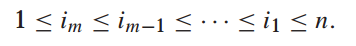 1 ≤ i_m ≤ i_{m−1} ≤ ⋯ ≤ i_1 ≤ n.